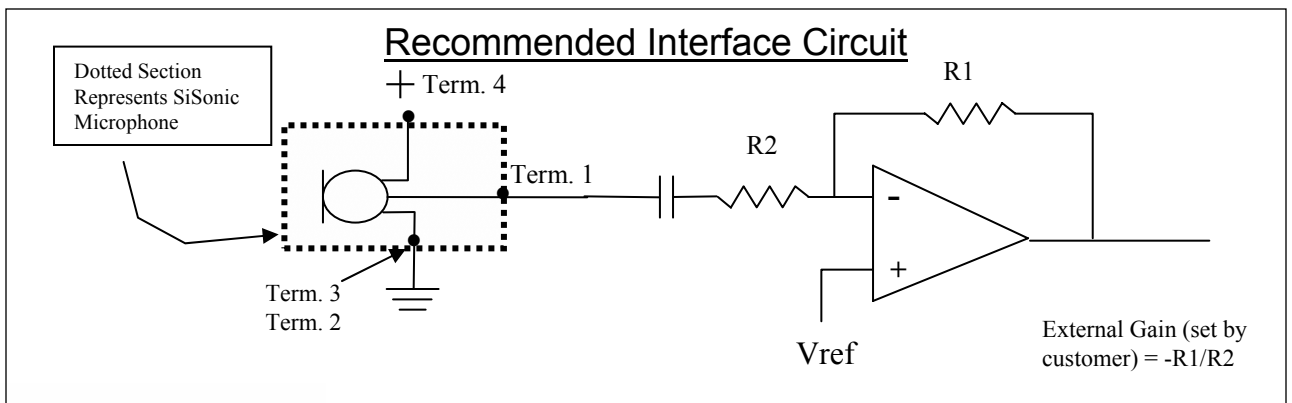 Recommended Interface Circuit
Dotted Section
Represents SiSonic
Microphone
+ Term. 4
Term. 1
Term. 3
Term. 2
R2
R1
-
+
Vref
External Gain (set by
customer) = -R1/R2